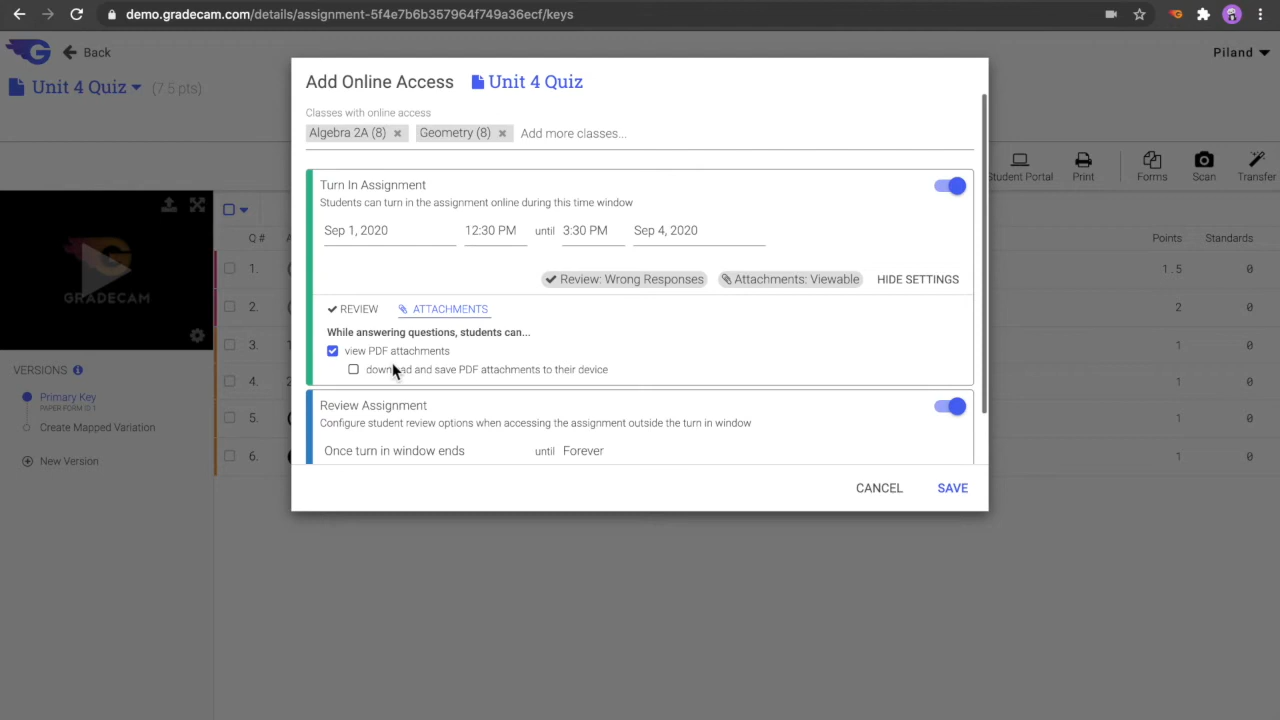 demo.gradecam.com/details/assignment-5f4e7b6b357964f749a36ecf/keys
Back
Piland
Unit 4 Quiz (7.5 pts)
Add Online Access Unit 4 Quiz
Classes with online access
Algebra 2A (8) × Geometry (8) × Add more classes...
Student Portal Print Forms Scan Transfer
Turn In Assignment
Students can turn in the assignment online during this time window
Sep 1, 2020 12:30 PM until 3:30 PM Sep 4, 2020
Q # Points Standards
1. 1.5 0
2. 2 0
3. 1 0
4. 1 0
5. 1 0
6. 1 0
GRADECAM
Review: Wrong Responses Attachments: Viewable HIDE SETTINGS
REVIEW ATTACHMENTS
While answering questions, students can...
view PDF attachments
download and save PDF attachments to their device
VERSIONS
Primary Key
PAPER FORM ID 1
Create Mapped Variation
New Version
Review Assignment
Configure student review options when accessing the assignment outside the turn in window
Once turn in window ends until Forever
CANCEL SAVE